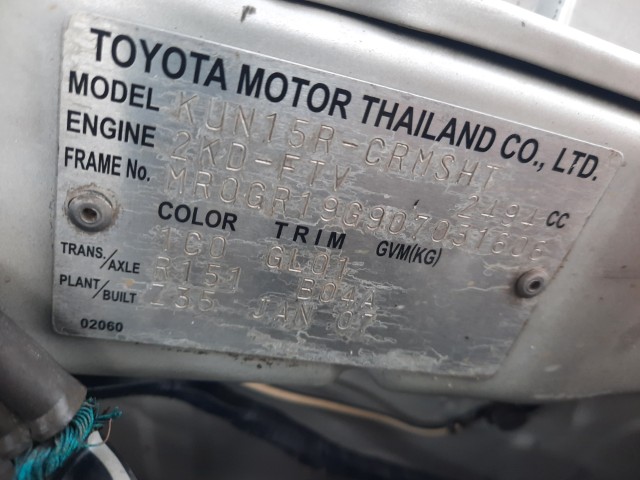 TOYOTA MOTOR THAILAND CO., LTD.
MODEL KUN15R-CRMSHT
ENGINE 2KD-FTV 2494 CC
FRAME No.
COLOR TRIM GVM(KG)
1C0 GL01
TRANS./AXLE R151 B04A
PLANT/BUILT JAN 07
02060